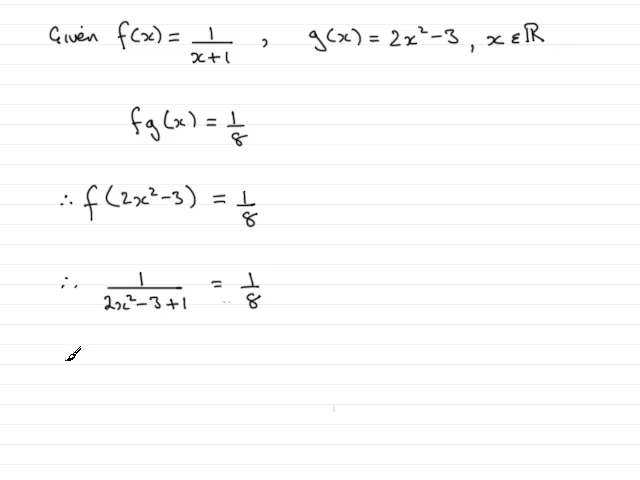 Given f(x) = 1/(x+1) , g(x) = 2x² − 3 , x ∈ ℝ
fg(x) = 1/8
∴ f(2x² − 3) = 1/8
∴ 1/(2x² − 3 + 1) = 1/8